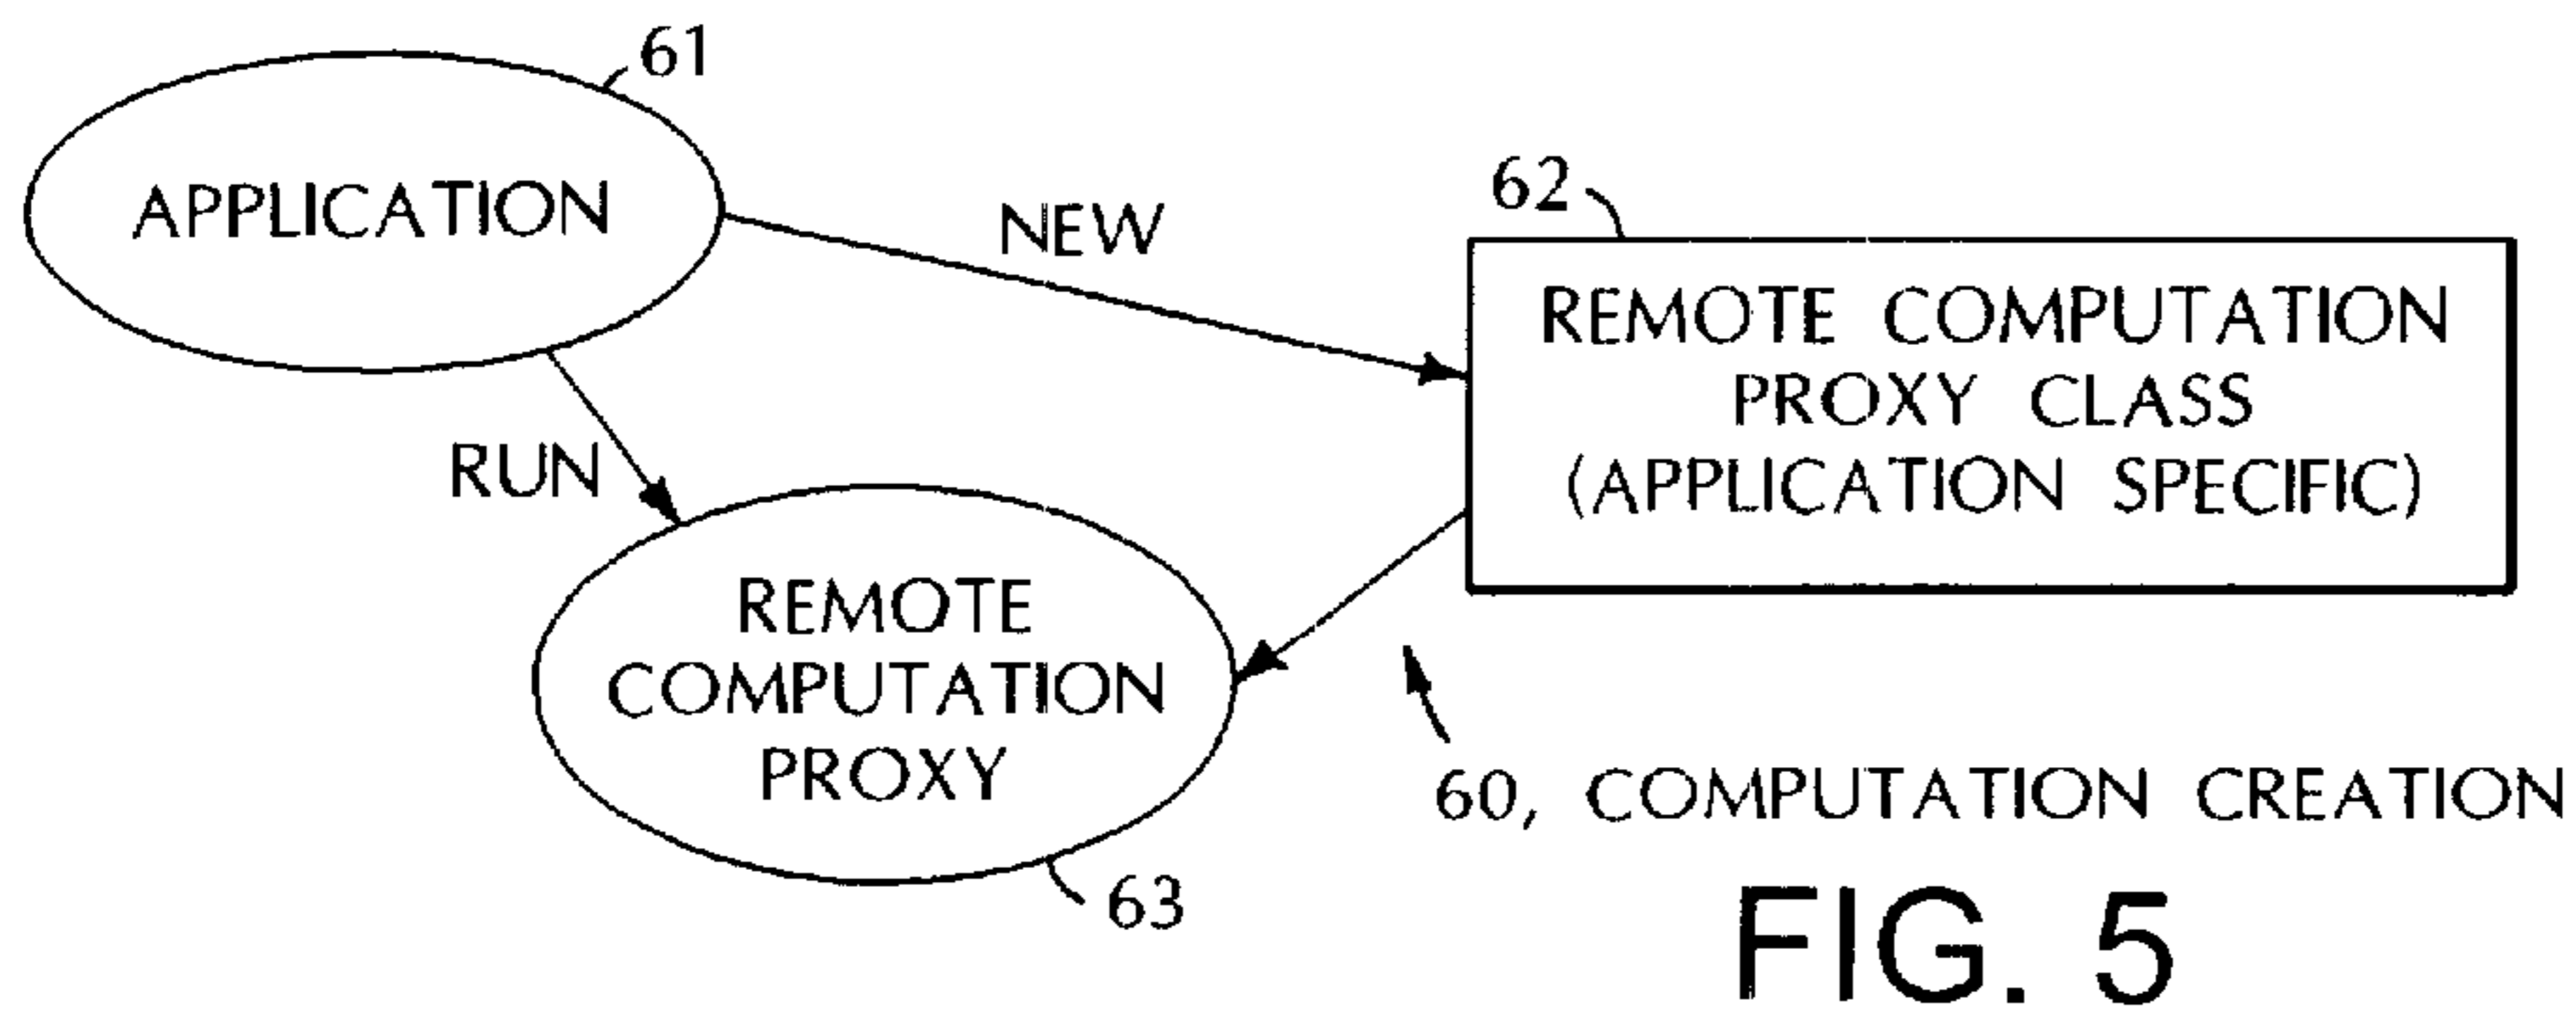 61
APPLICATION
NEW
62
REMOTE COMPUTATION
PROXY CLASS
(APPLICATION SPECIFIC)
RUN
REMOTE
COMPUTATION
PROXY
63
60, COMPUTATION CREATION
FIG. 5